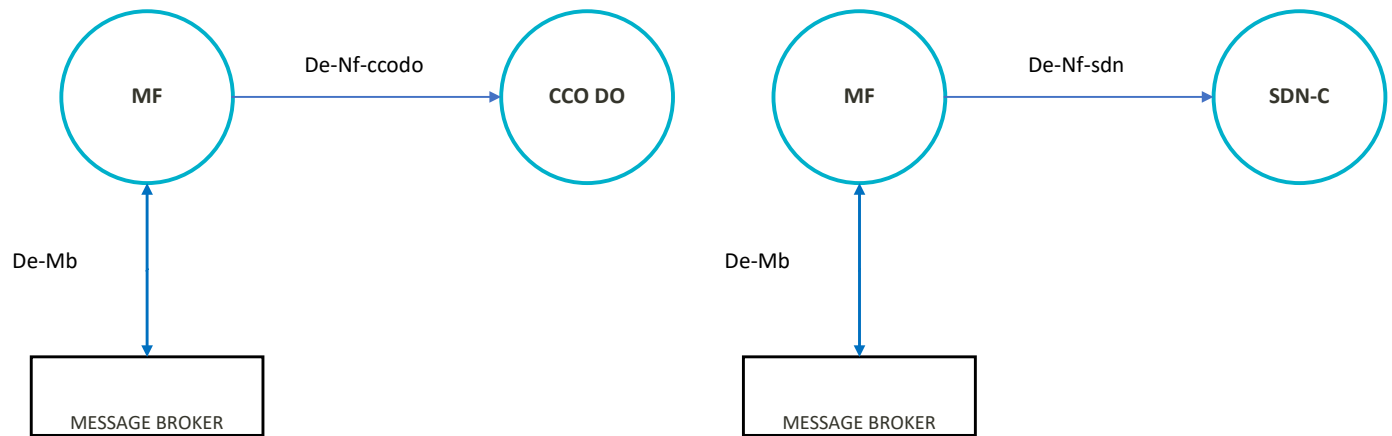 De-Nf-ccodo
De-Nf-sdn
MF
CCO DO
MF
SDN-C
De-Mb
De-Mb
MESSAGE BROKER
MESSAGE BROKER